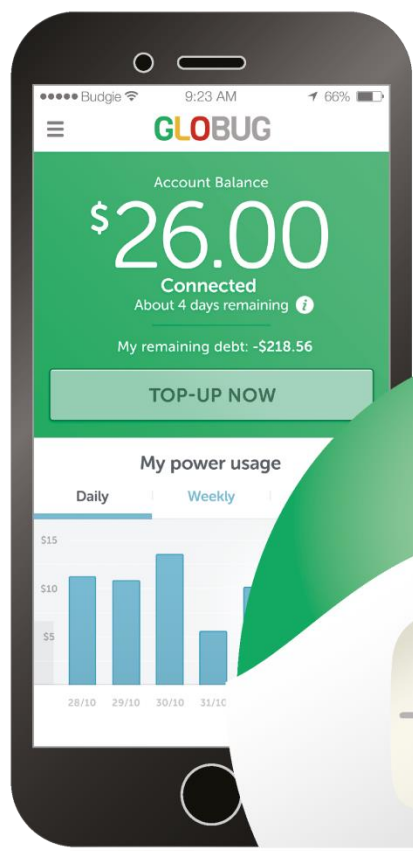 Budgie 9:23 AM 66%
GLOBUG
Account Balance
$26.00
Connected
About 4 days remaining i
My remaining debt: -$218.56
TOP-UP NOW
My power usage
Daily Weekly
$15
$10
$5
28/10 29/10 30/10 31/10